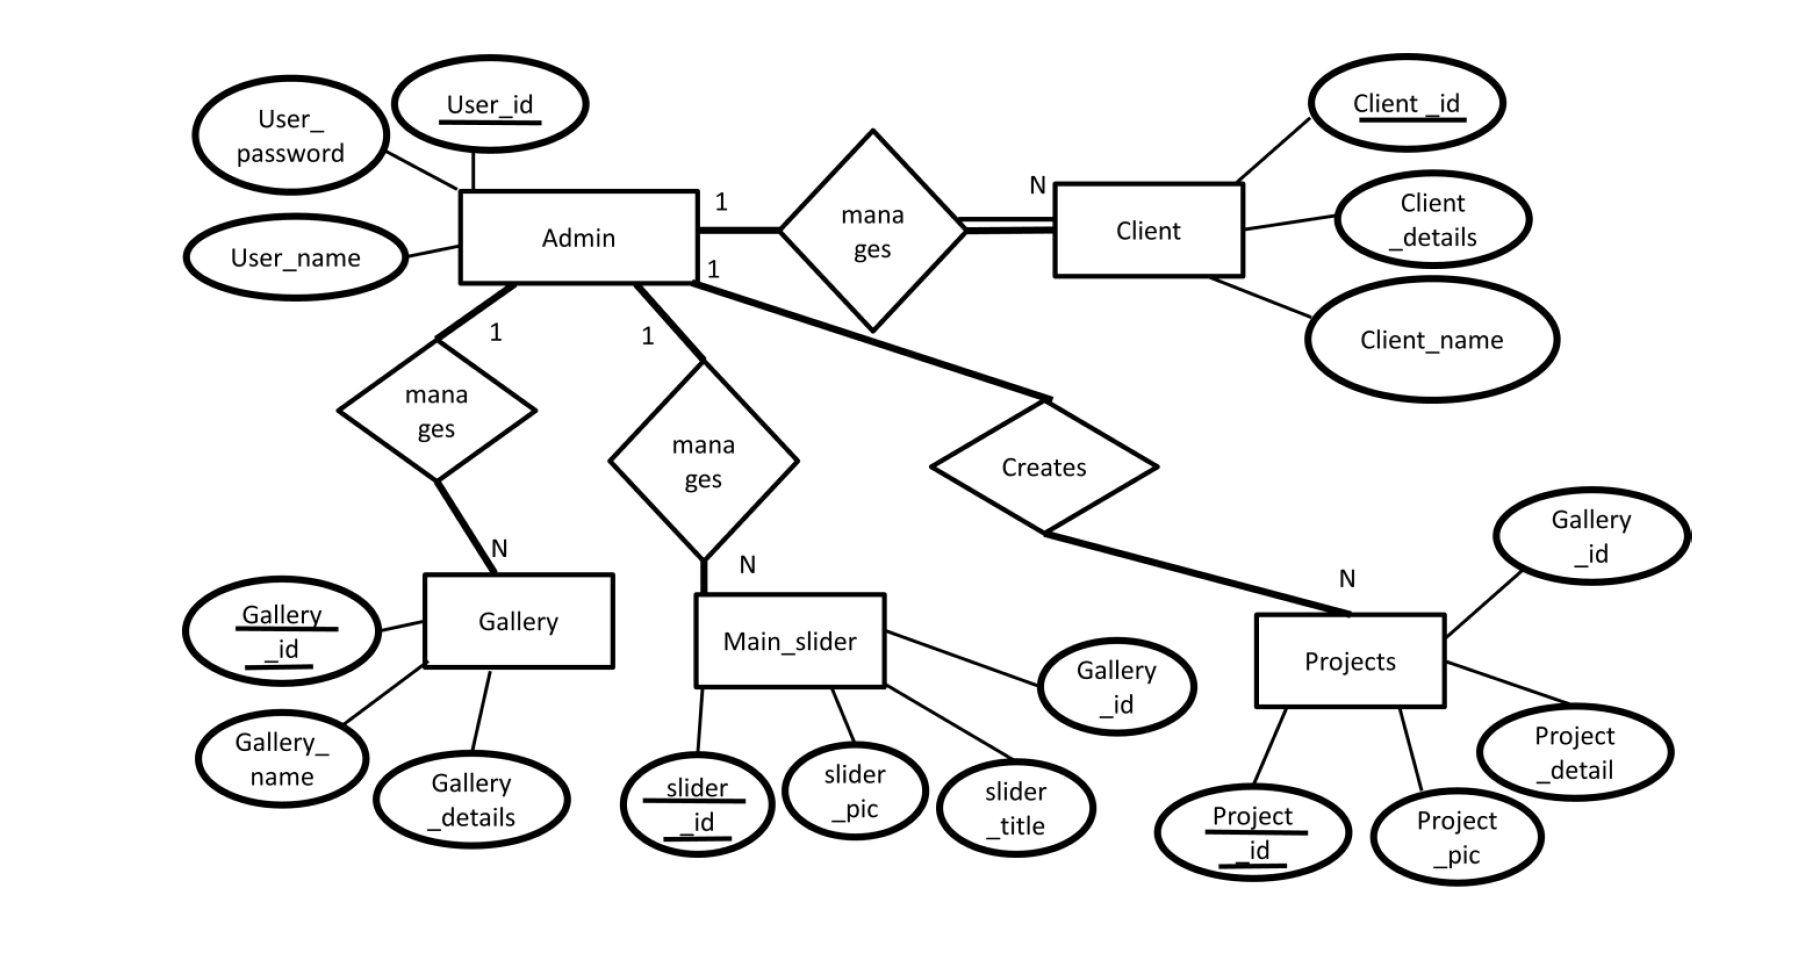 User_id
User_
password
User_name
Admin
1
1
1
1
mana
ges
N
Client
Client _id
Client
_details
Client_name
mana
ges
N
mana
ges
N
Creates
N
Gallery
Gallery
_id
Gallery_
name
Gallery
_details
Main_slider
Gallery
_id
slider
_id
slider
_pic
slider
_title
Projects
Gallery
_id
Project
_detail
Project
_id
Project
_pic